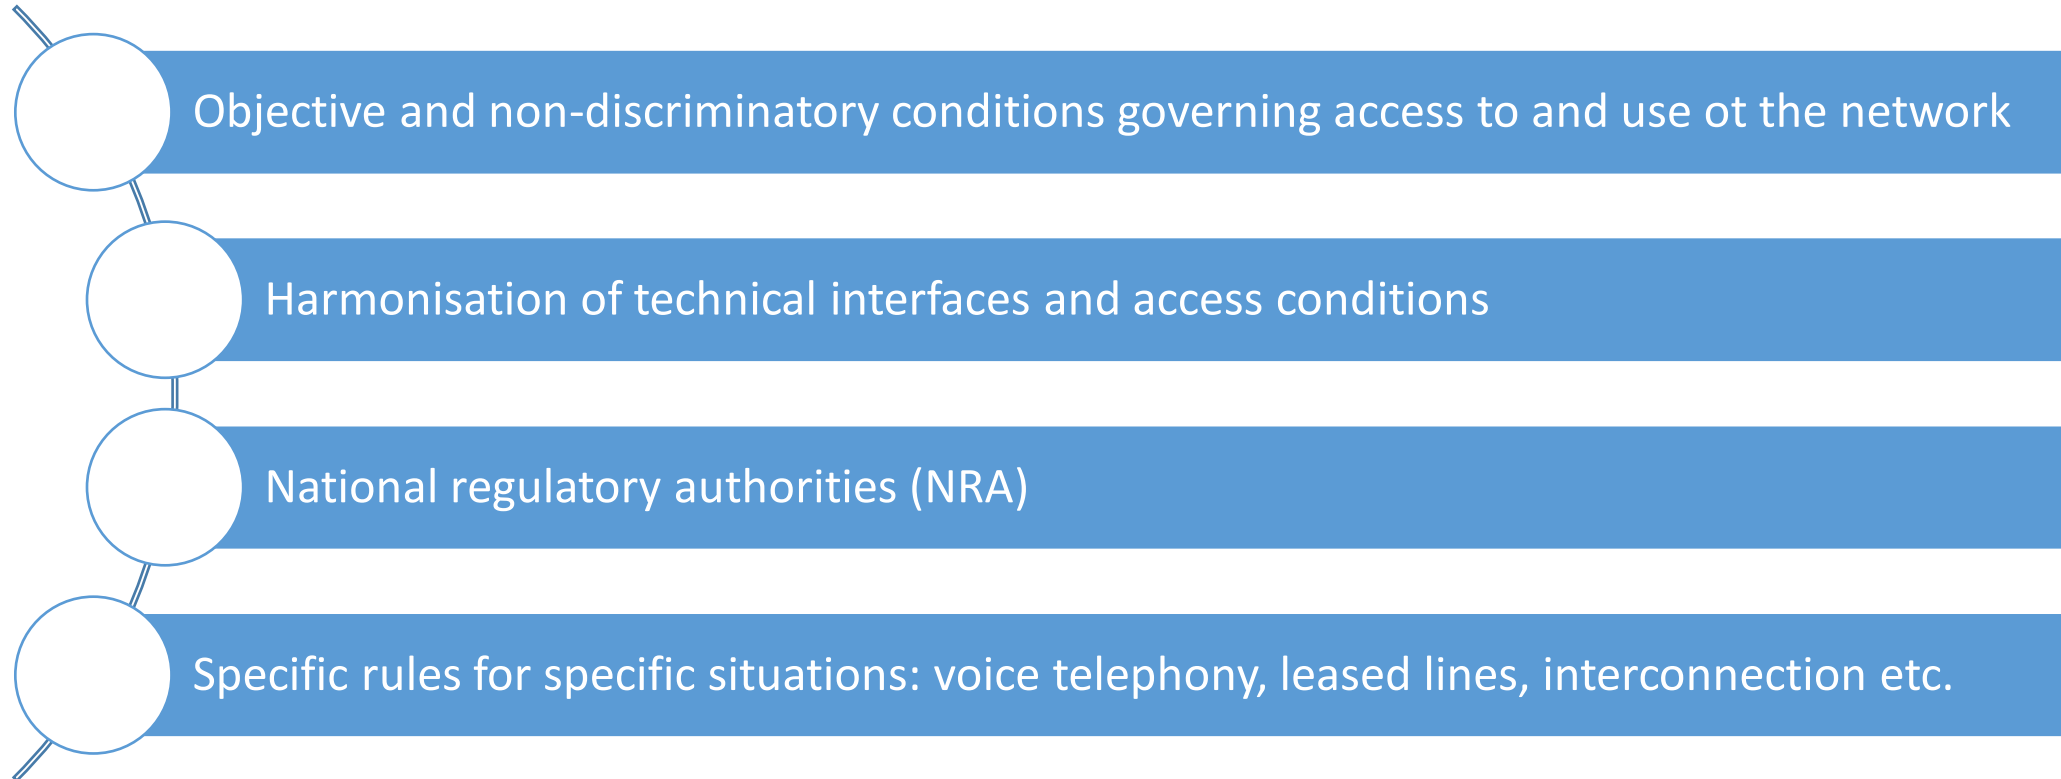 Objective and non-discriminatory conditions governing access to and use ot the network
Harmonisation of technical interfaces and access conditions
National regulatory authorities (NRA)
Specific rules for specific situations: voice telephony, leased lines, interconnection etc.